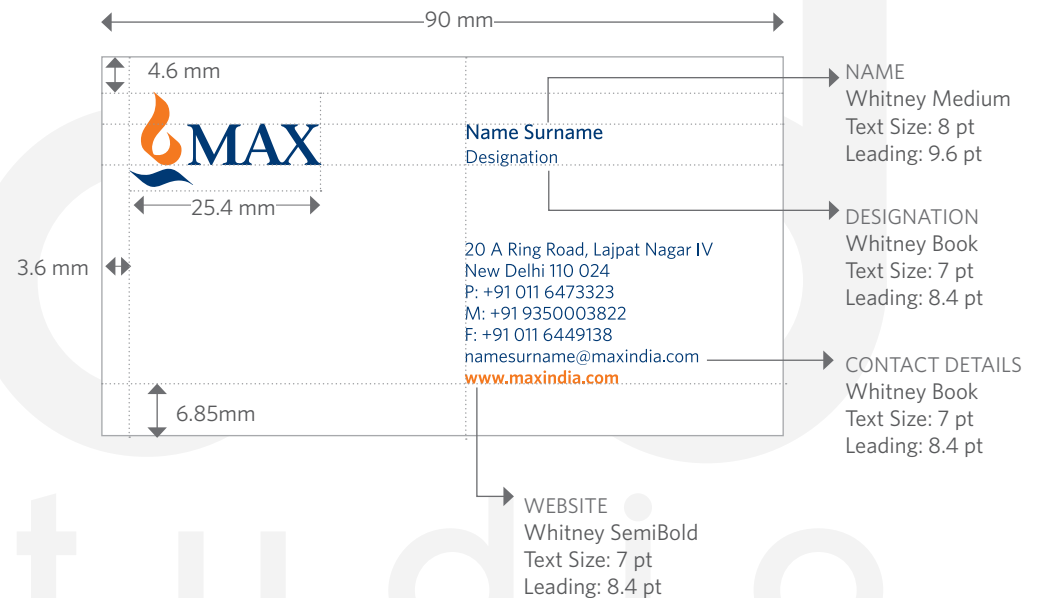 90 mm
4.6 mm
MAX
25.4 mm
3.6 mm
6.85mm
Name Surname
Designation
20 A Ring Road, Lajpat Nagar IV
New Delhi 110 024
P: +91 011 6473323
M: +91 9350003822
F: +91 011 6449138
namesurname@maxindia.com
www.maxindia.com
NAME
Whitney Medium
Text Size: 8 pt
Leading: 9.6 pt
DESIGNATION
Whitney Book
Text Size: 7 pt
Leading: 8.4 pt
CONTACT DETAILS
Whitney Book
Text Size: 7 pt
Leading: 8.4 pt
WEBSITE
Whitney SemiBold
Text Size: 7 pt
Leading: 8.4 pt
d
tudio